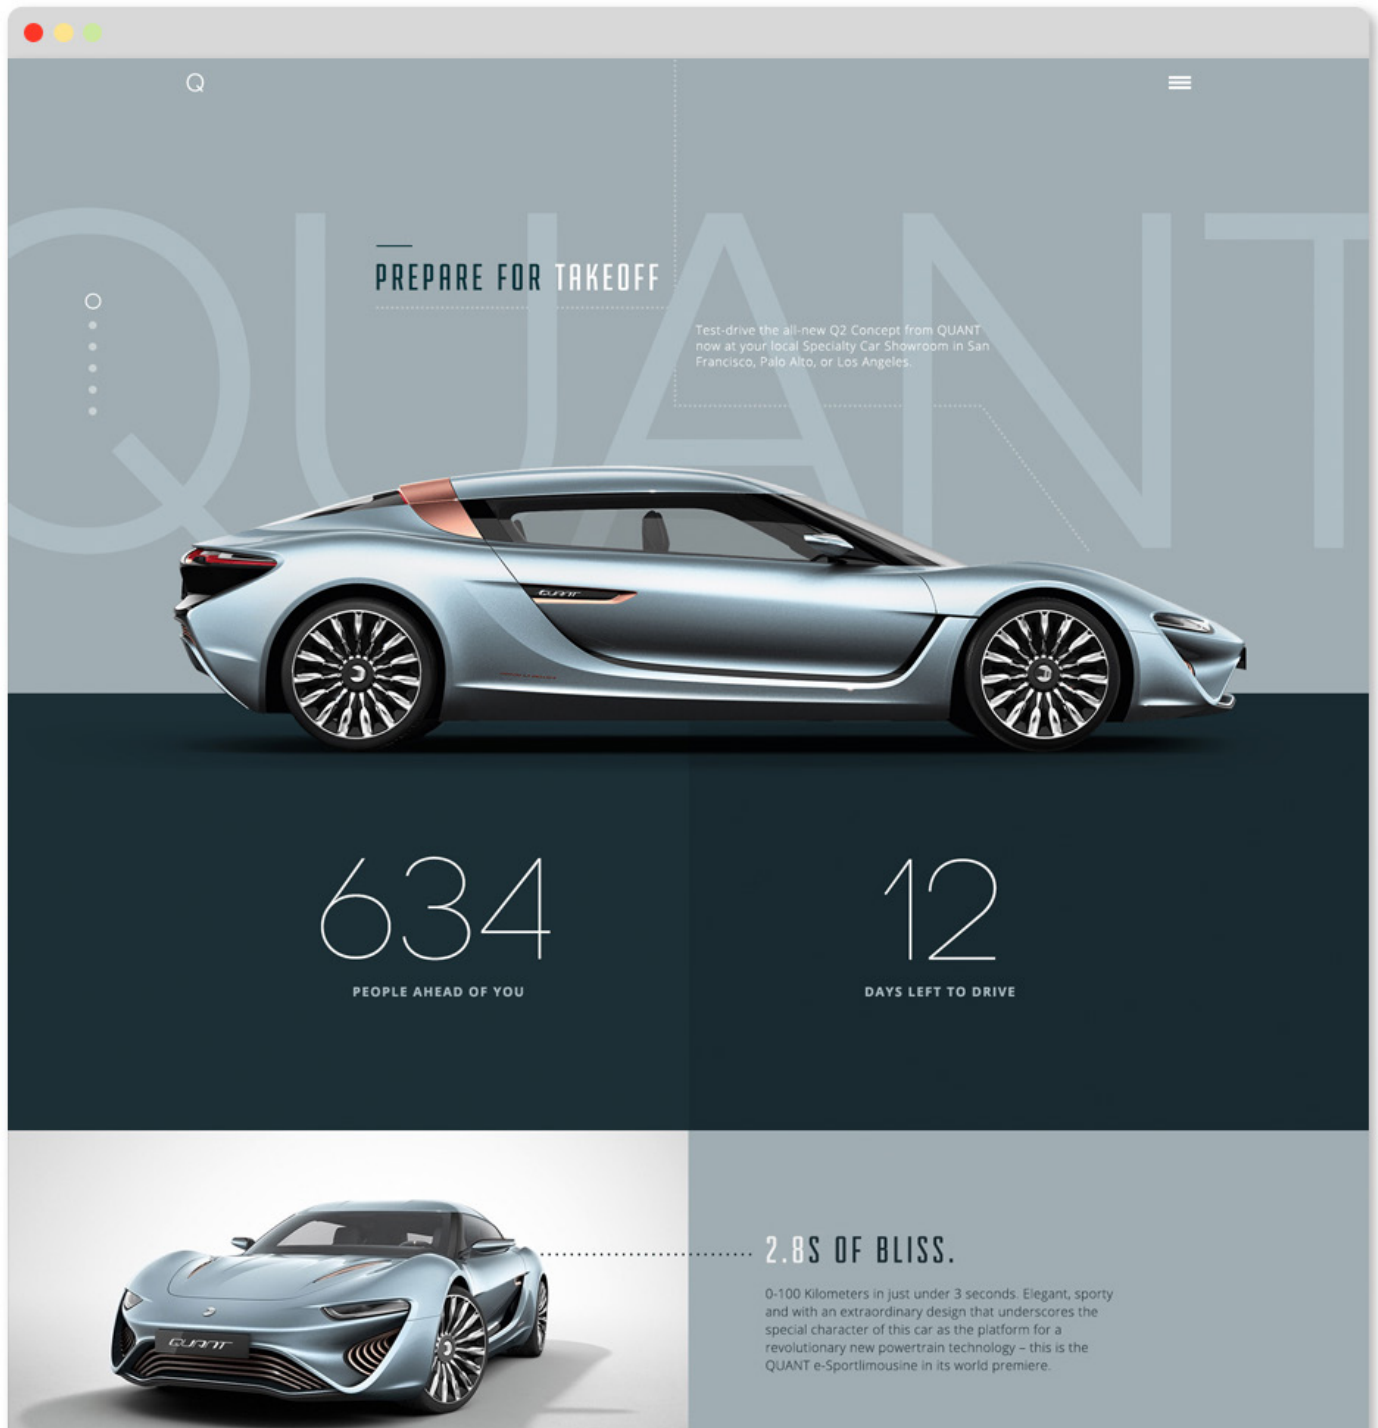 Q
QUANT
PREPARE FOR TAKEOFF
Test-drive the all-new Q2 Concept from QUANT
now at your local Specialty Car Showroom in San
Francisco, Palo Alto, or Los Angeles.
QUANT
634
PEOPLE AHEAD OF YOU
12
DAYS LEFT TO DRIVE
2.8S OF BLISS.
0-100 Kilometers in just under 3 seconds. Elegant, sporty
and with an extraordinary design that underscores the
special character of this car as the platform for a
revolutionary new powertrain technology – this is the
QUANT e-Sportlimousine in its world premiere.
QUANT